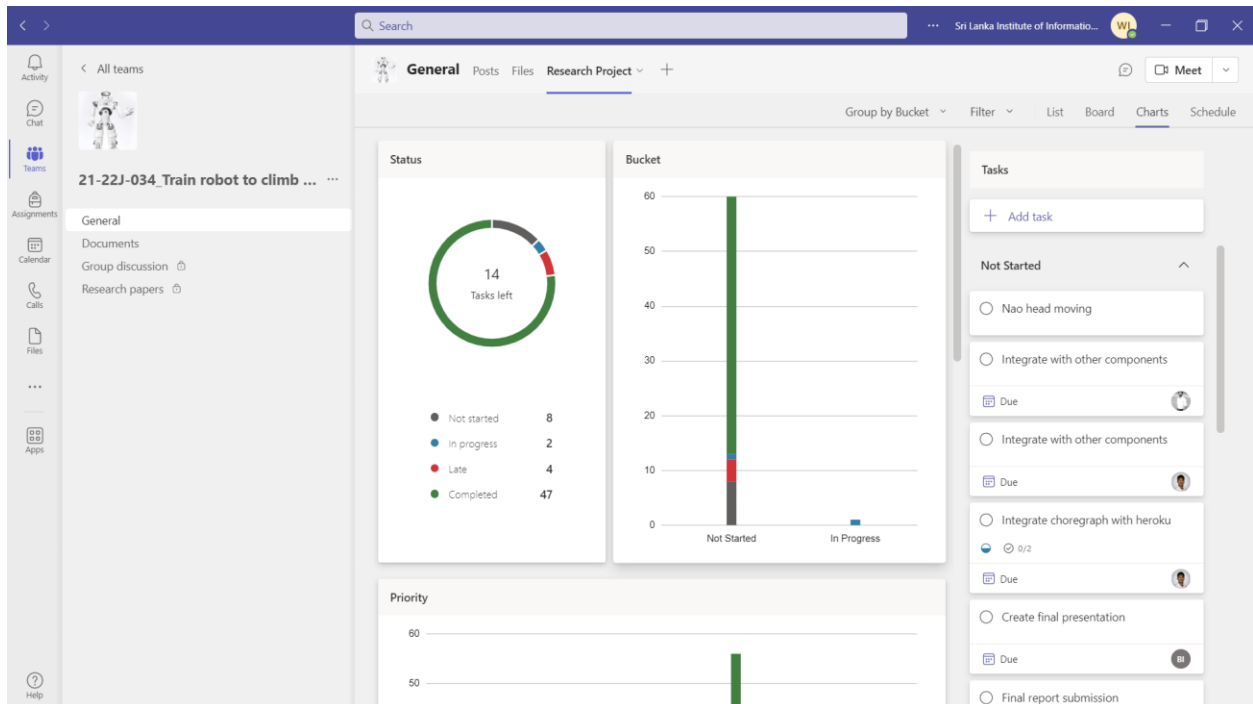 Search
Sri Lanka Institute of Informatio...
WI
Activity
Chat
Teams
Assignments
Calendar
Calls
Files
Apps
Help
All teams
21-22J-034_Train robot to climb ...
General
Documents
Group discussion
Research papers
General Posts Files Research Project
Meet
Group by Bucket Filter List Board Charts Schedule
Status
14
Tasks left
Not started 8
In progress 2
Late 4
Completed 47
Bucket
60
50
40
30
20
10
0
Not Started In Progress
Priority
60
50
Tasks
+ Add task
Not Started
Nao head moving
Integrate with other components
Due
Integrate with other components
Due
Integrate choregraph with heroku
0/2
Due
Create final presentation
Due
BI
Final report submission